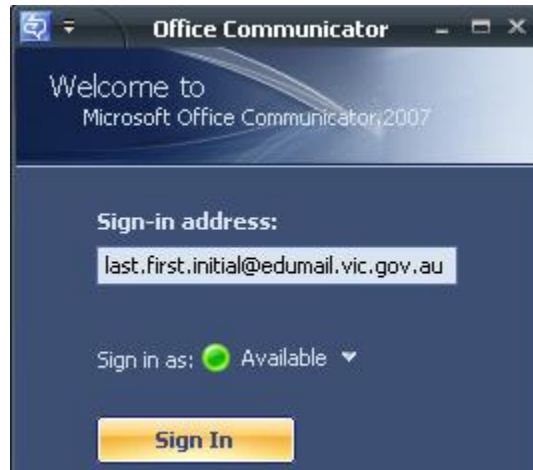 Office Communicator
Welcome to
Microsoft Office Communicator 2007
Sign-in address:
last.first.initial@edumail.vic.gov.au
Sign in as: Available
Sign In